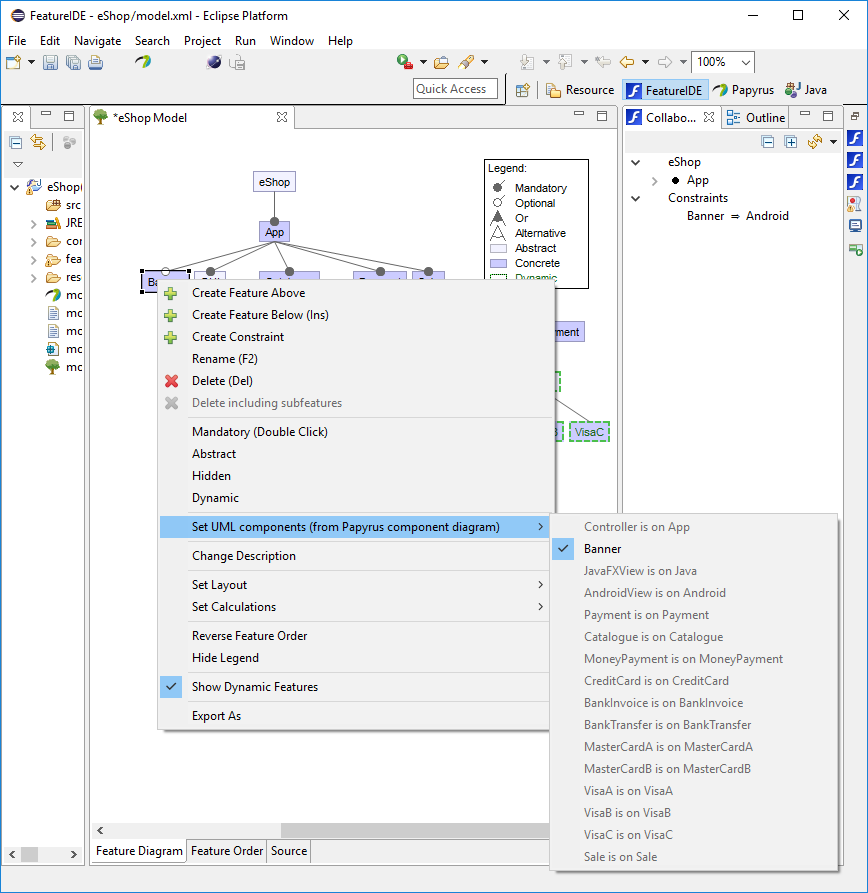 FeatureIDE - eShop/model.xml - Eclipse Platform
File Edit Navigate Search Project Run Window Help
100%
Quick Access
Resource FeatureIDE Papyrus Java
*eShop Model
Collabo... Outline
eShop(
src
JRE
cor
fea
res
mc
mc
mc
mc
mc
eShop
App
Legend:
Mandatory
Optional
Or
Alternative
Abstract
Concrete
Dynamic
Ba
ment
B
VisaC
eShop
App
Constraints
Banner ⇒ Android
Create Feature Above
Create Feature Below (Ins)
Create Constraint
Rename (F2)
Delete (Del)
Delete including subfeatures
Mandatory (Double Click)
Abstract
Hidden
Dynamic
Set UML components (from Papyrus component diagram)
Change Description
Set Layout
Set Calculations
Reverse Feature Order
Hide Legend
Show Dynamic Features
Export As
Controller is on App
Banner
JavaFXView is on Java
AndroidView is on Android
Payment is on Payment
Catalogue is on Catalogue
MoneyPayment is on MoneyPayment
CreditCard is on CreditCard
BankInvoice is on BankInvoice
BankTransfer is on BankTransfer
MasterCardA is on MasterCardA
MasterCardB is on MasterCardB
VisaA is on VisaA
VisaB is on VisaB
VisaC is on VisaC
Sale is on Sale
Feature Diagram Feature Order Source